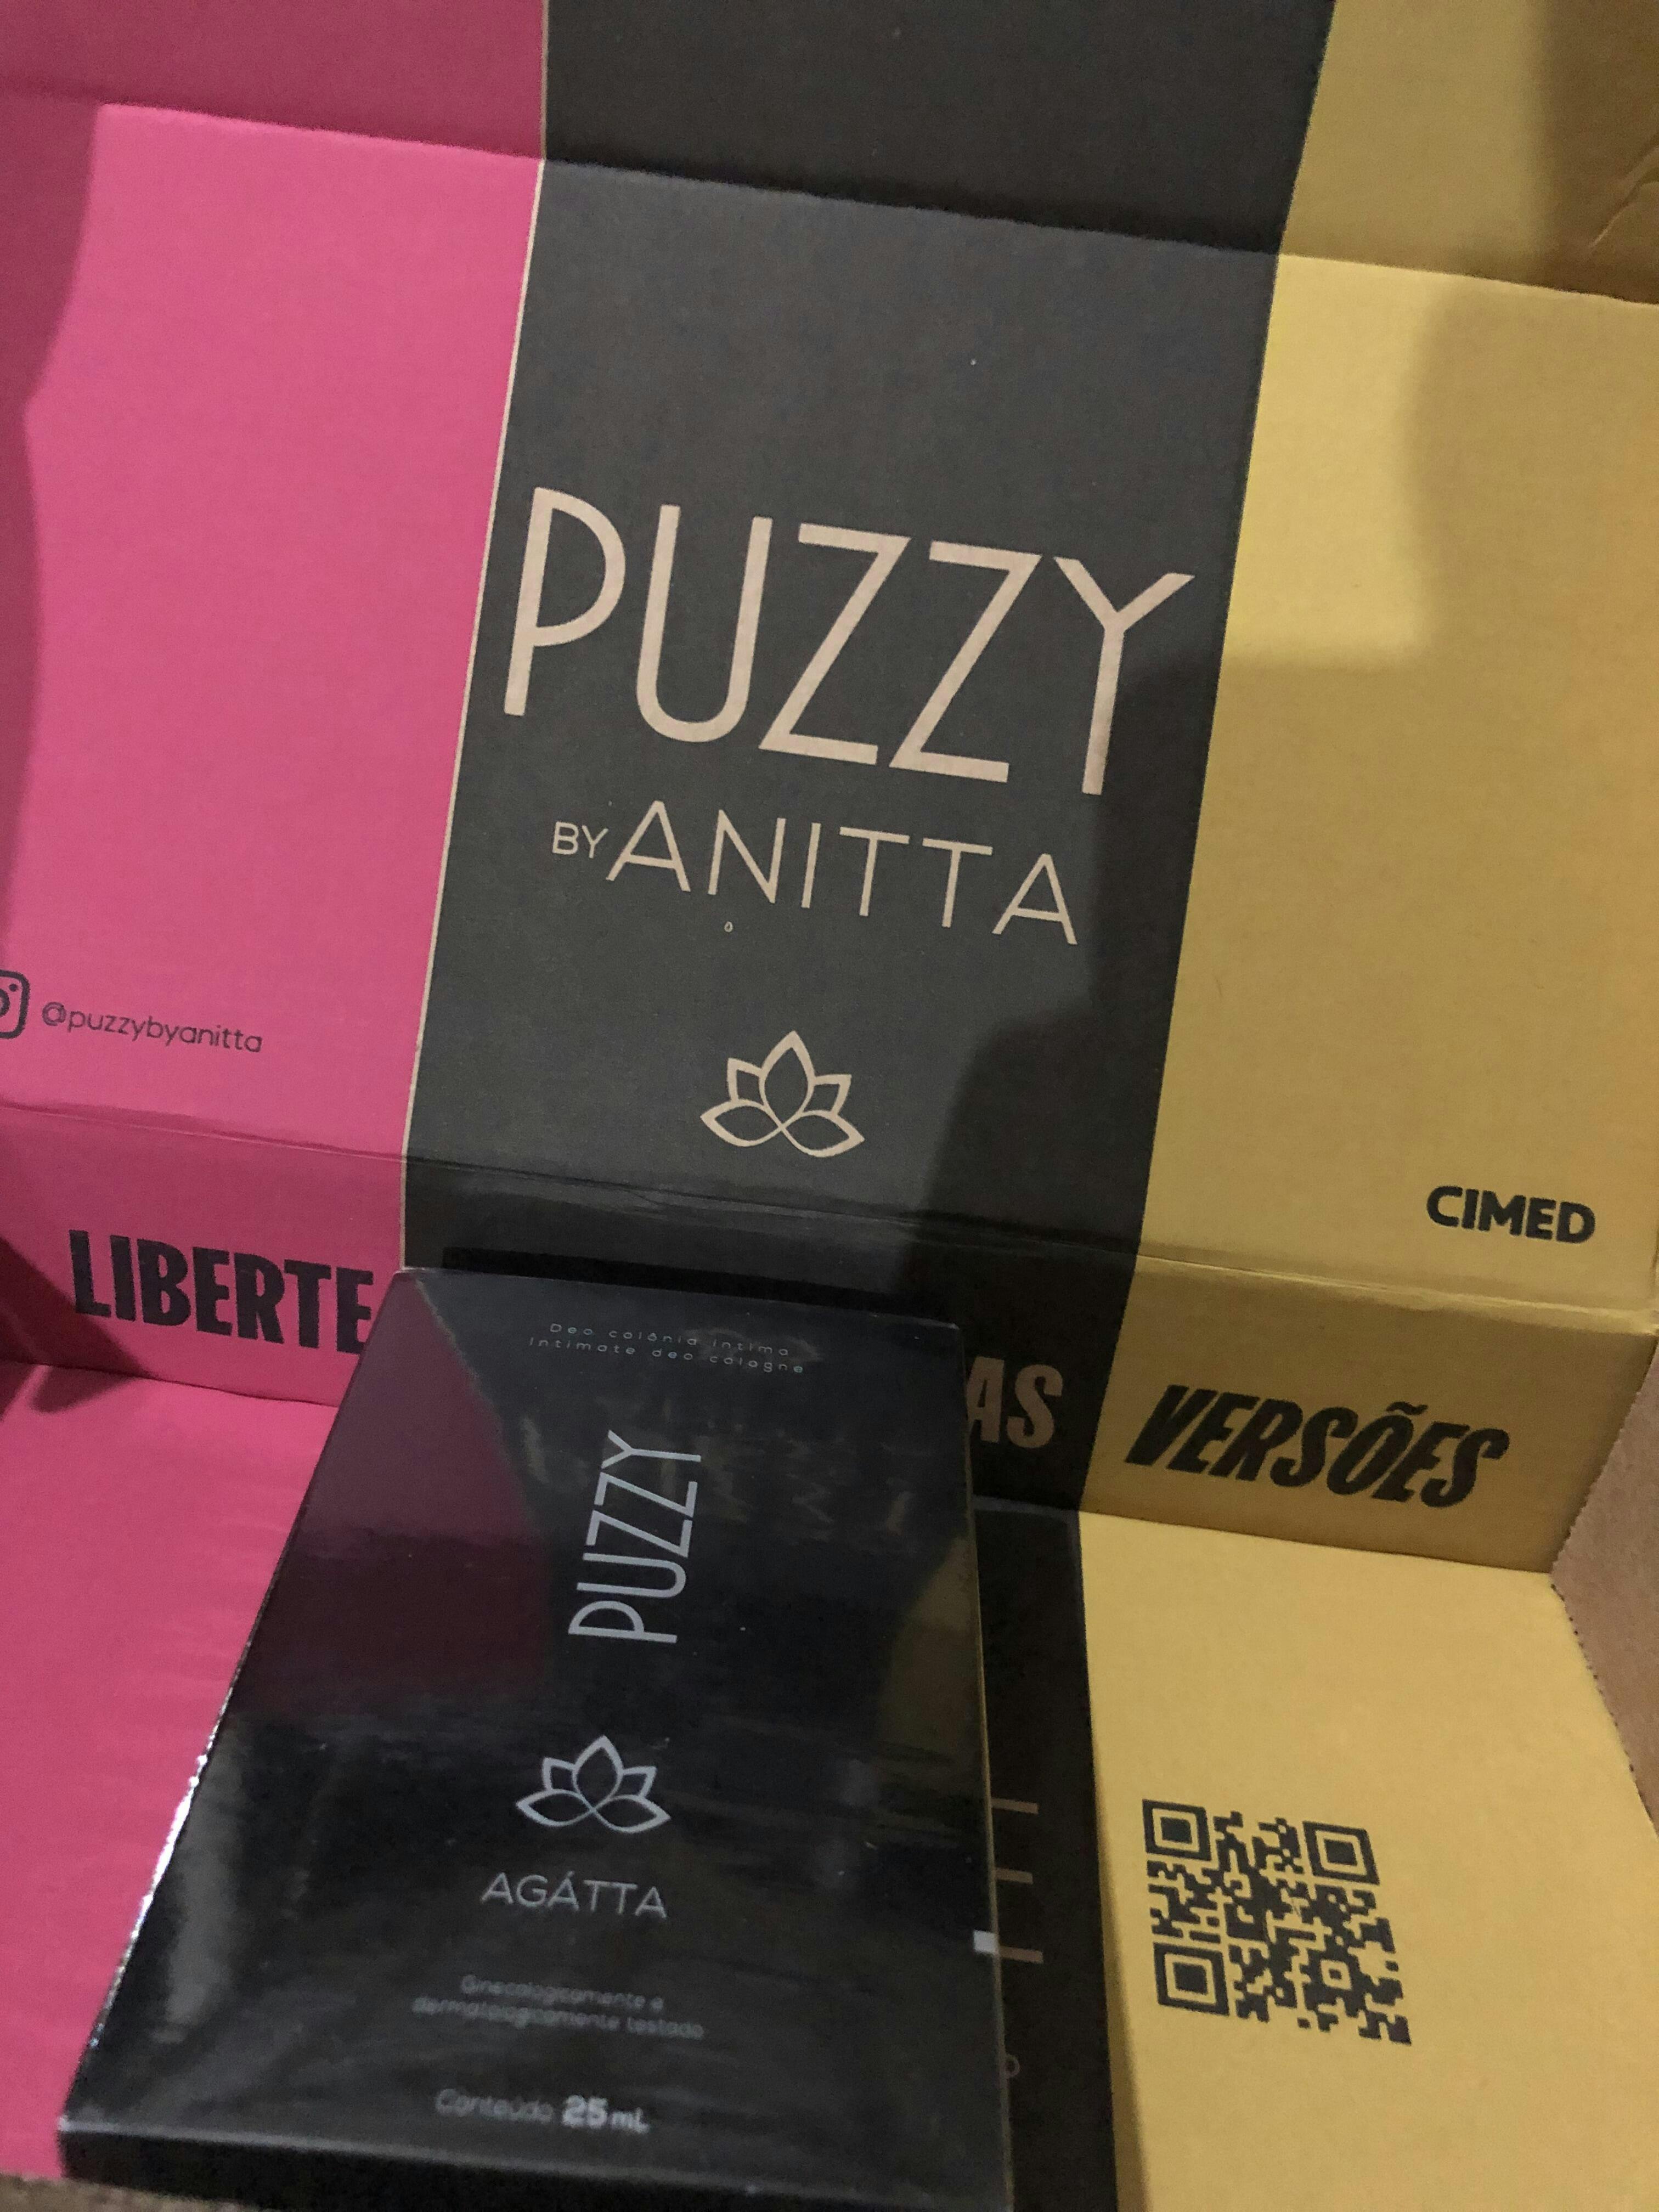 PUZZY
BY ANITTA
@puzzybyanitta
CIMED
LIBERTE
AS
VERSÕES
Deo colônia íntima
Intimate deo cologne
PUZZY
AGÁTTA
Ginecologicamente e
dermatologicamente testado
Conteúdo 25 mL